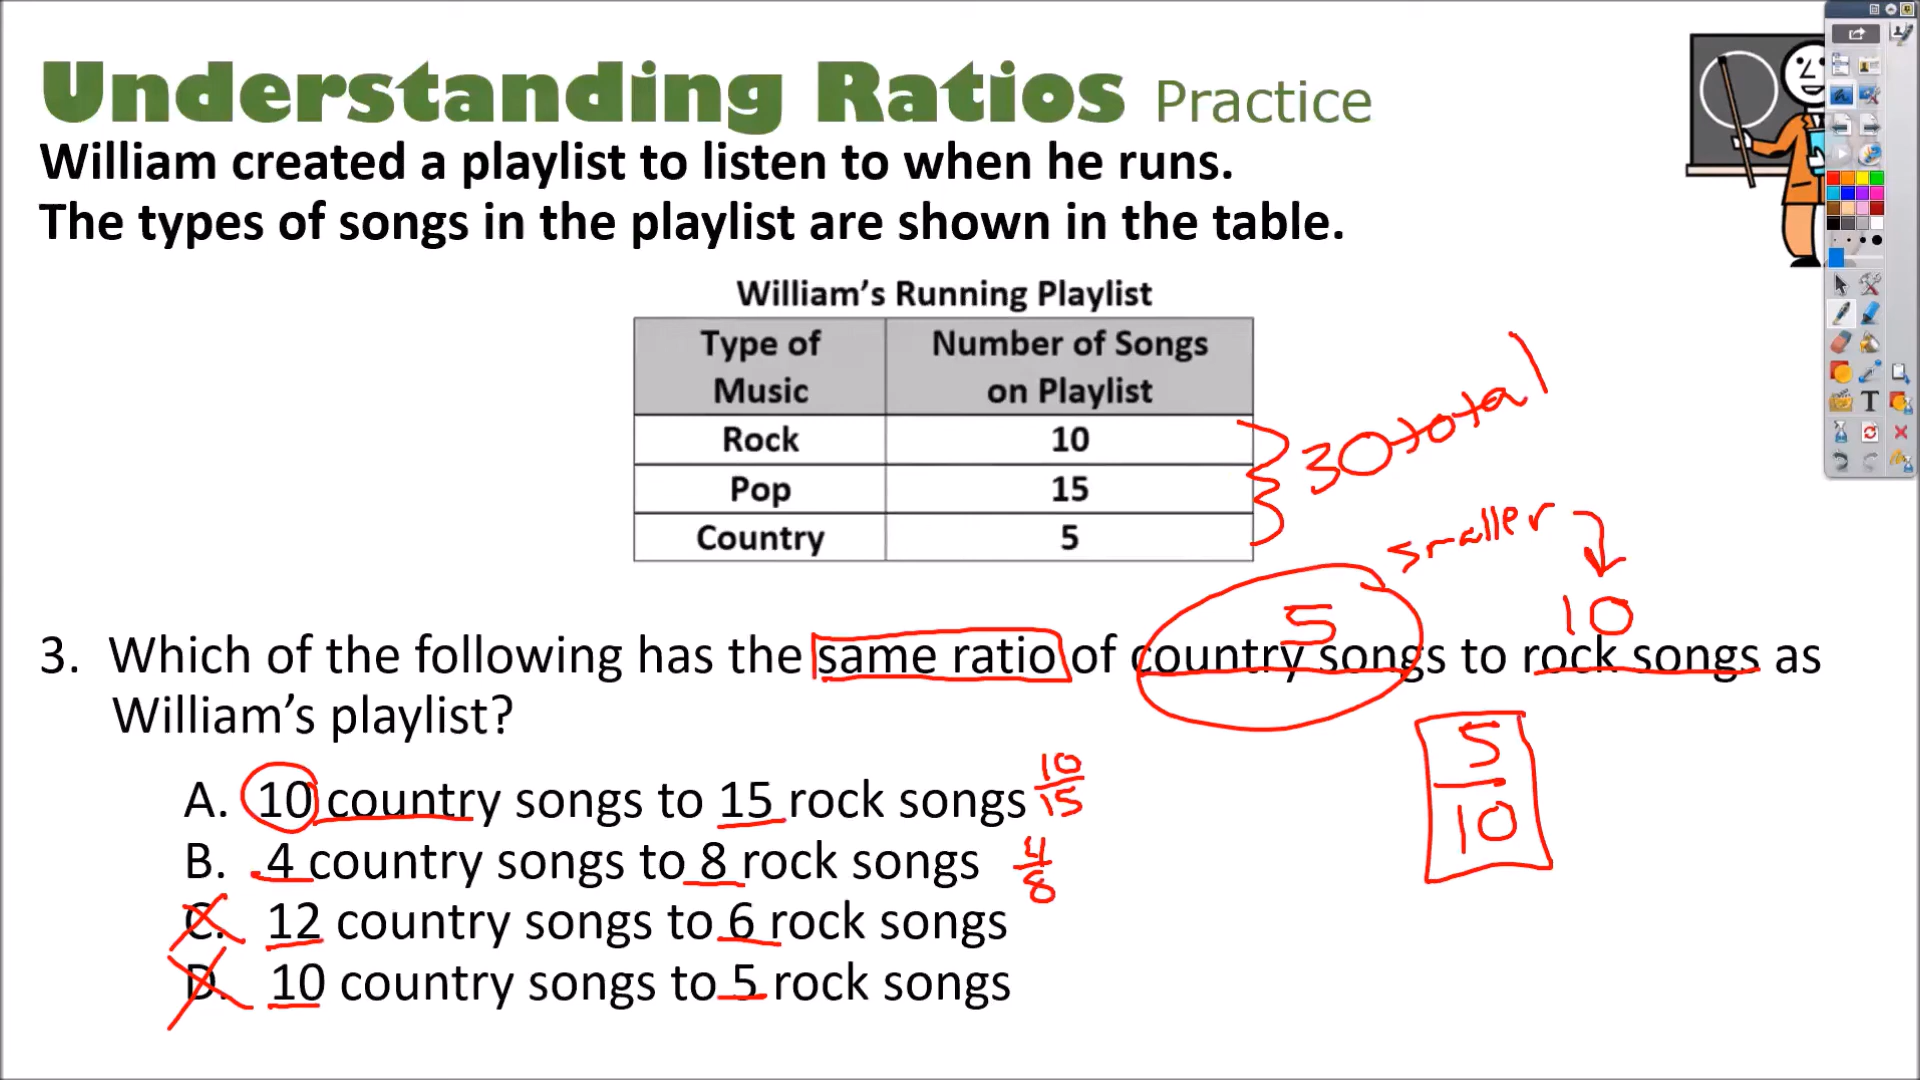 Understanding Ratios Practice
William created a playlist to listen to when he runs.
The types of songs in the playlist are shown in the table.
William's Running Playlist
Type of Music
Number of Songs on Playlist
Rock 10
Pop 15
Country 5
30 total
smaller
5
10
3. Which of the following has the same ratio of country songs to rock songs as
William's playlist?
5
10
A. 10 country songs to 15 rock songs
10
15
B. 4 country songs to 8 rock songs
4
8
C. 12 country songs to 6 rock songs
D. 10 country songs to 5 rock songs
T